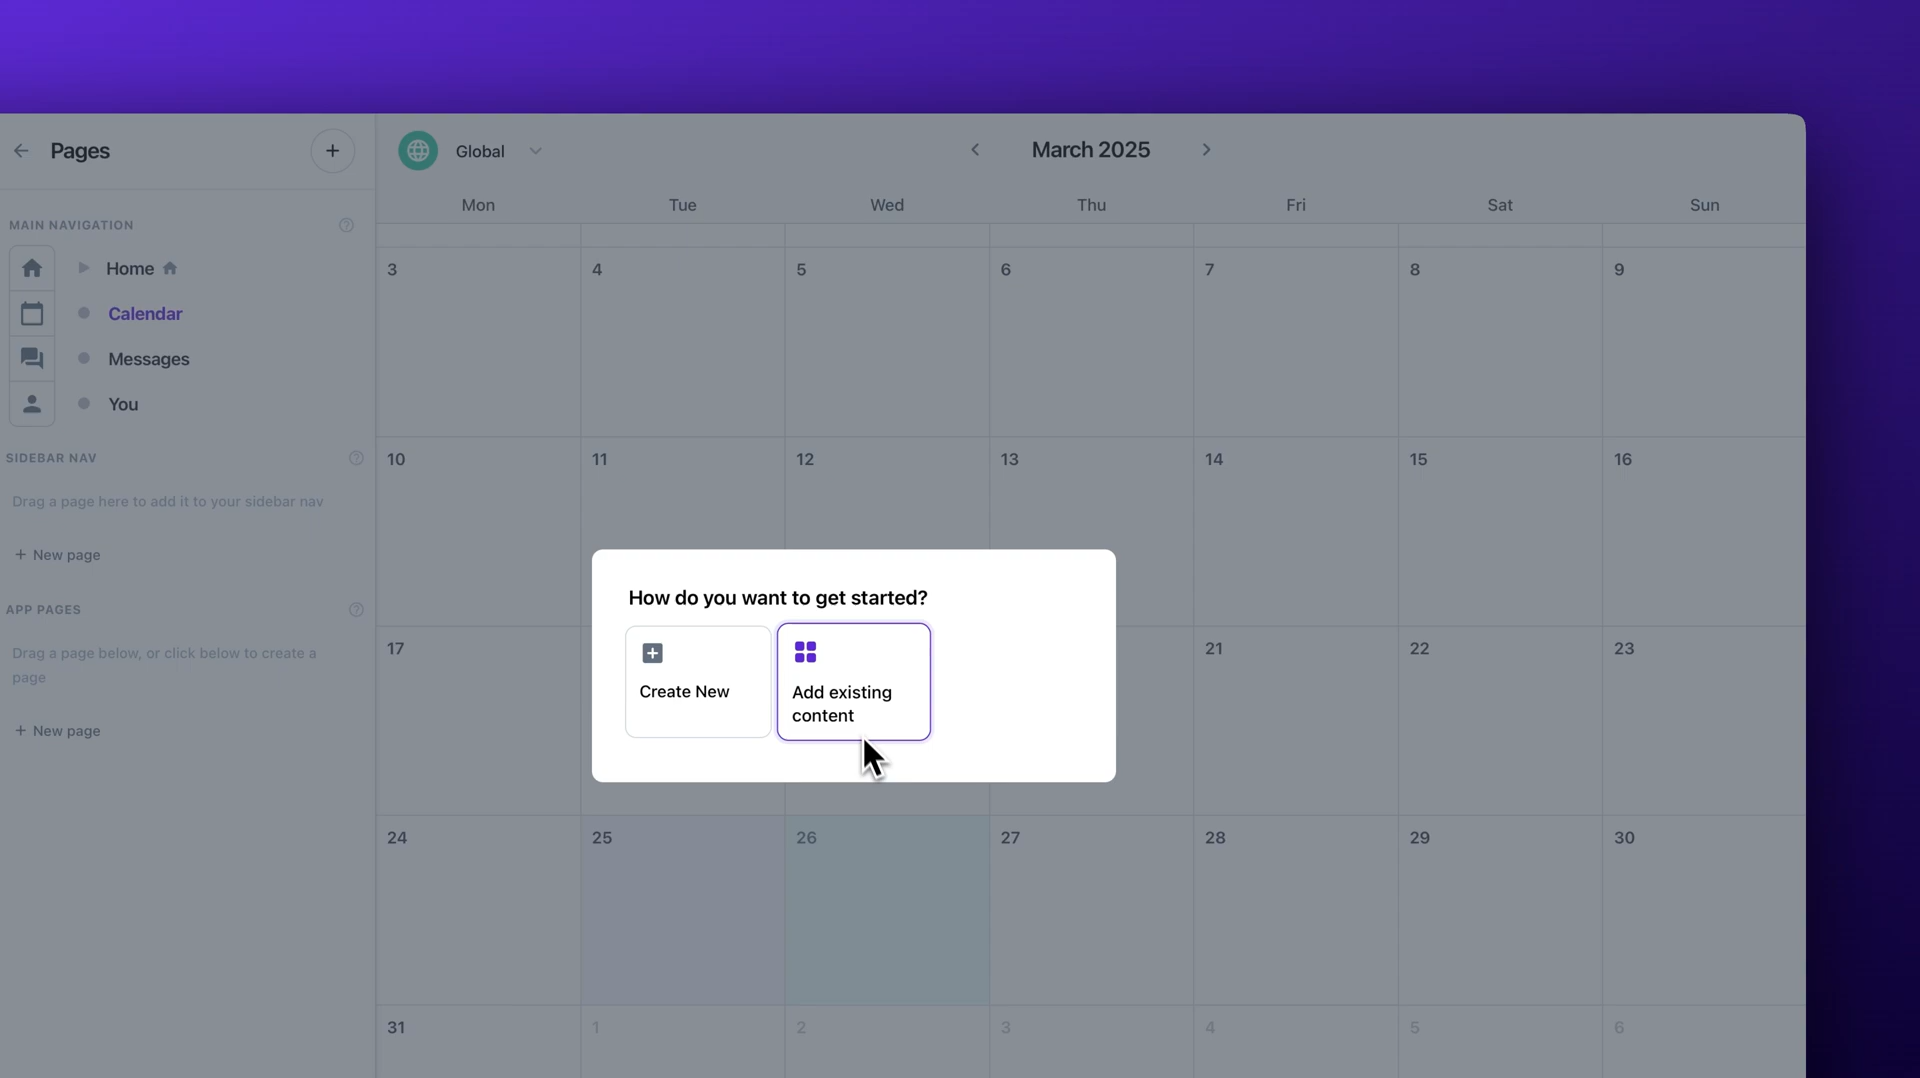 Pages
Global
March 2025
Mon Tue Wed Thu Fri Sat Sun
MAIN NAVIGATION
Home
Calendar
Messages
You
SIDEBAR NAV
Drag a page here to add it to your sidebar nav
+ New page
APP PAGES
Drag a page below, or click below to create a
page
+ New page
3 4 5 6 7 8 9
10 11 12 13 14 15 16
17 21 22 23
24 25 26 27 28 29 30
31 1 2 3 4 5 6
How do you want to get started?
Create New
Add existing
content